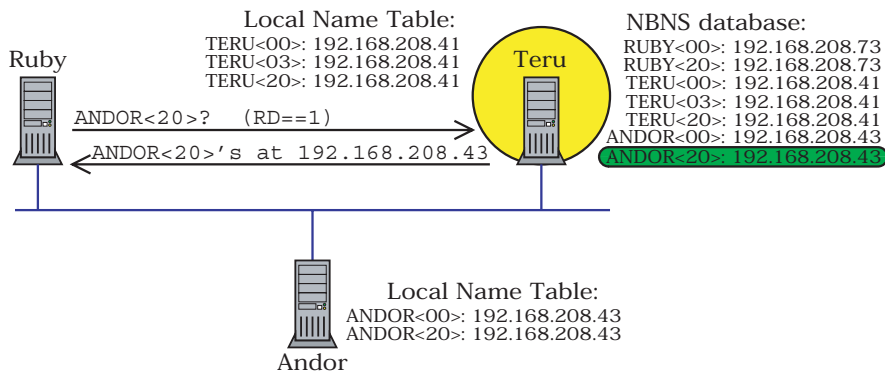 Local Name Table:
TERU<00>: 192.168.208.41
TERU<03>: 192.168.208.41
TERU<20>: 192.168.208.41
NBNS database:
RUBY<00>: 192.168.208.73
RUBY<20>: 192.168.208.73
TERU<00>: 192.168.208.41
TERU<03>: 192.168.208.41
TERU<20>: 192.168.208.41
ANDOR<00>: 192.168.208.43
ANDOR<20>: 192.168.208.43
Ruby
Teru
ANDOR<20>? (RD==1)
ANDOR<20>'s at 192.168.208.43
Local Name Table:
ANDOR<00>: 192.168.208.43
ANDOR<20>: 192.168.208.43
Andor